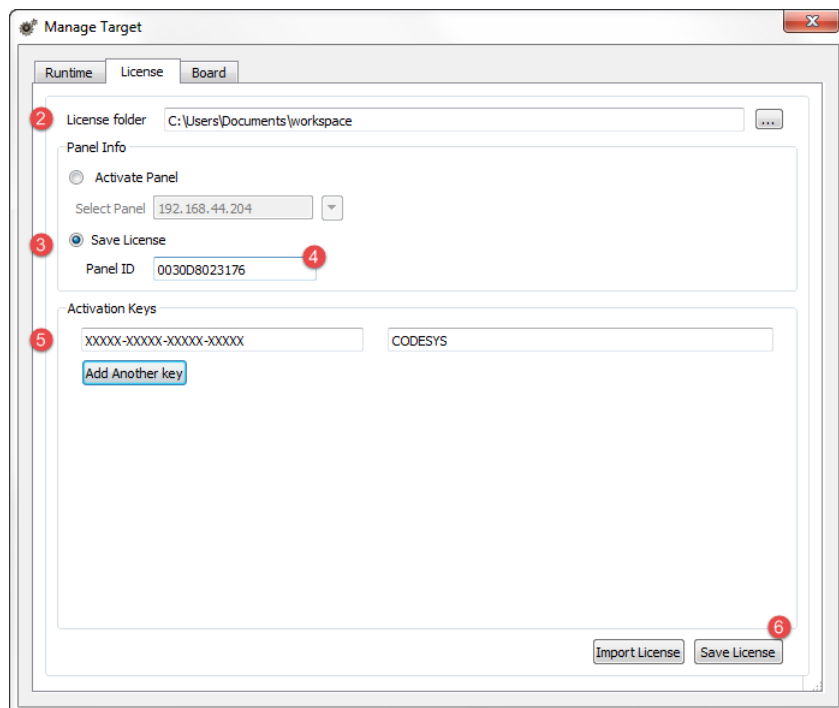 Manage Target
X
Runtime License Board
2 License folder C:\Users\Documents\workspace ...
Panel Info
Activate Panel
Select Panel 192.168.44.204
3 Save License
Panel ID 0030D8023176 4
Activation Keys
5 XXXXX-XXXXX-XXXXX-XXXXX CODESYS
Add Another key
6
Import License Save License